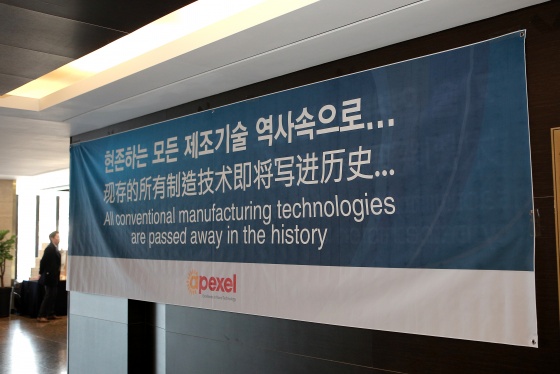 현존하는 모든 제조기술 역사속으로...
现存的所有制造技术即将写进历史...
All conventional manufacturing technologies
are passed away in the history
apexel